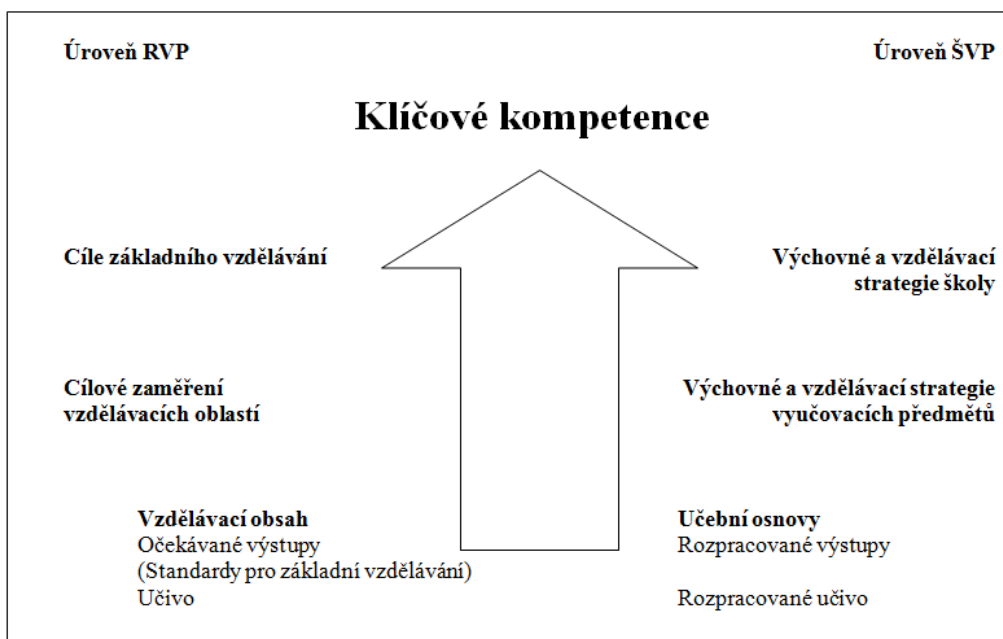 Úroveň RVP
Úroveň ŠVP
Klíčové kompetence
Cíle základního vzdělávání
Výchovné a vzdělávací
strategie školy
Cílové zaměření
vzdělávacích oblastí
Výchovné a vzdělávací strategie
vyučovacích předmětů
Vzdělávací obsah
Očekávané výstupy
(Standardy pro základní vzdělávání)
Učivo
Učební osnovy
Rozpracované výstupy
Rozpracované učivo